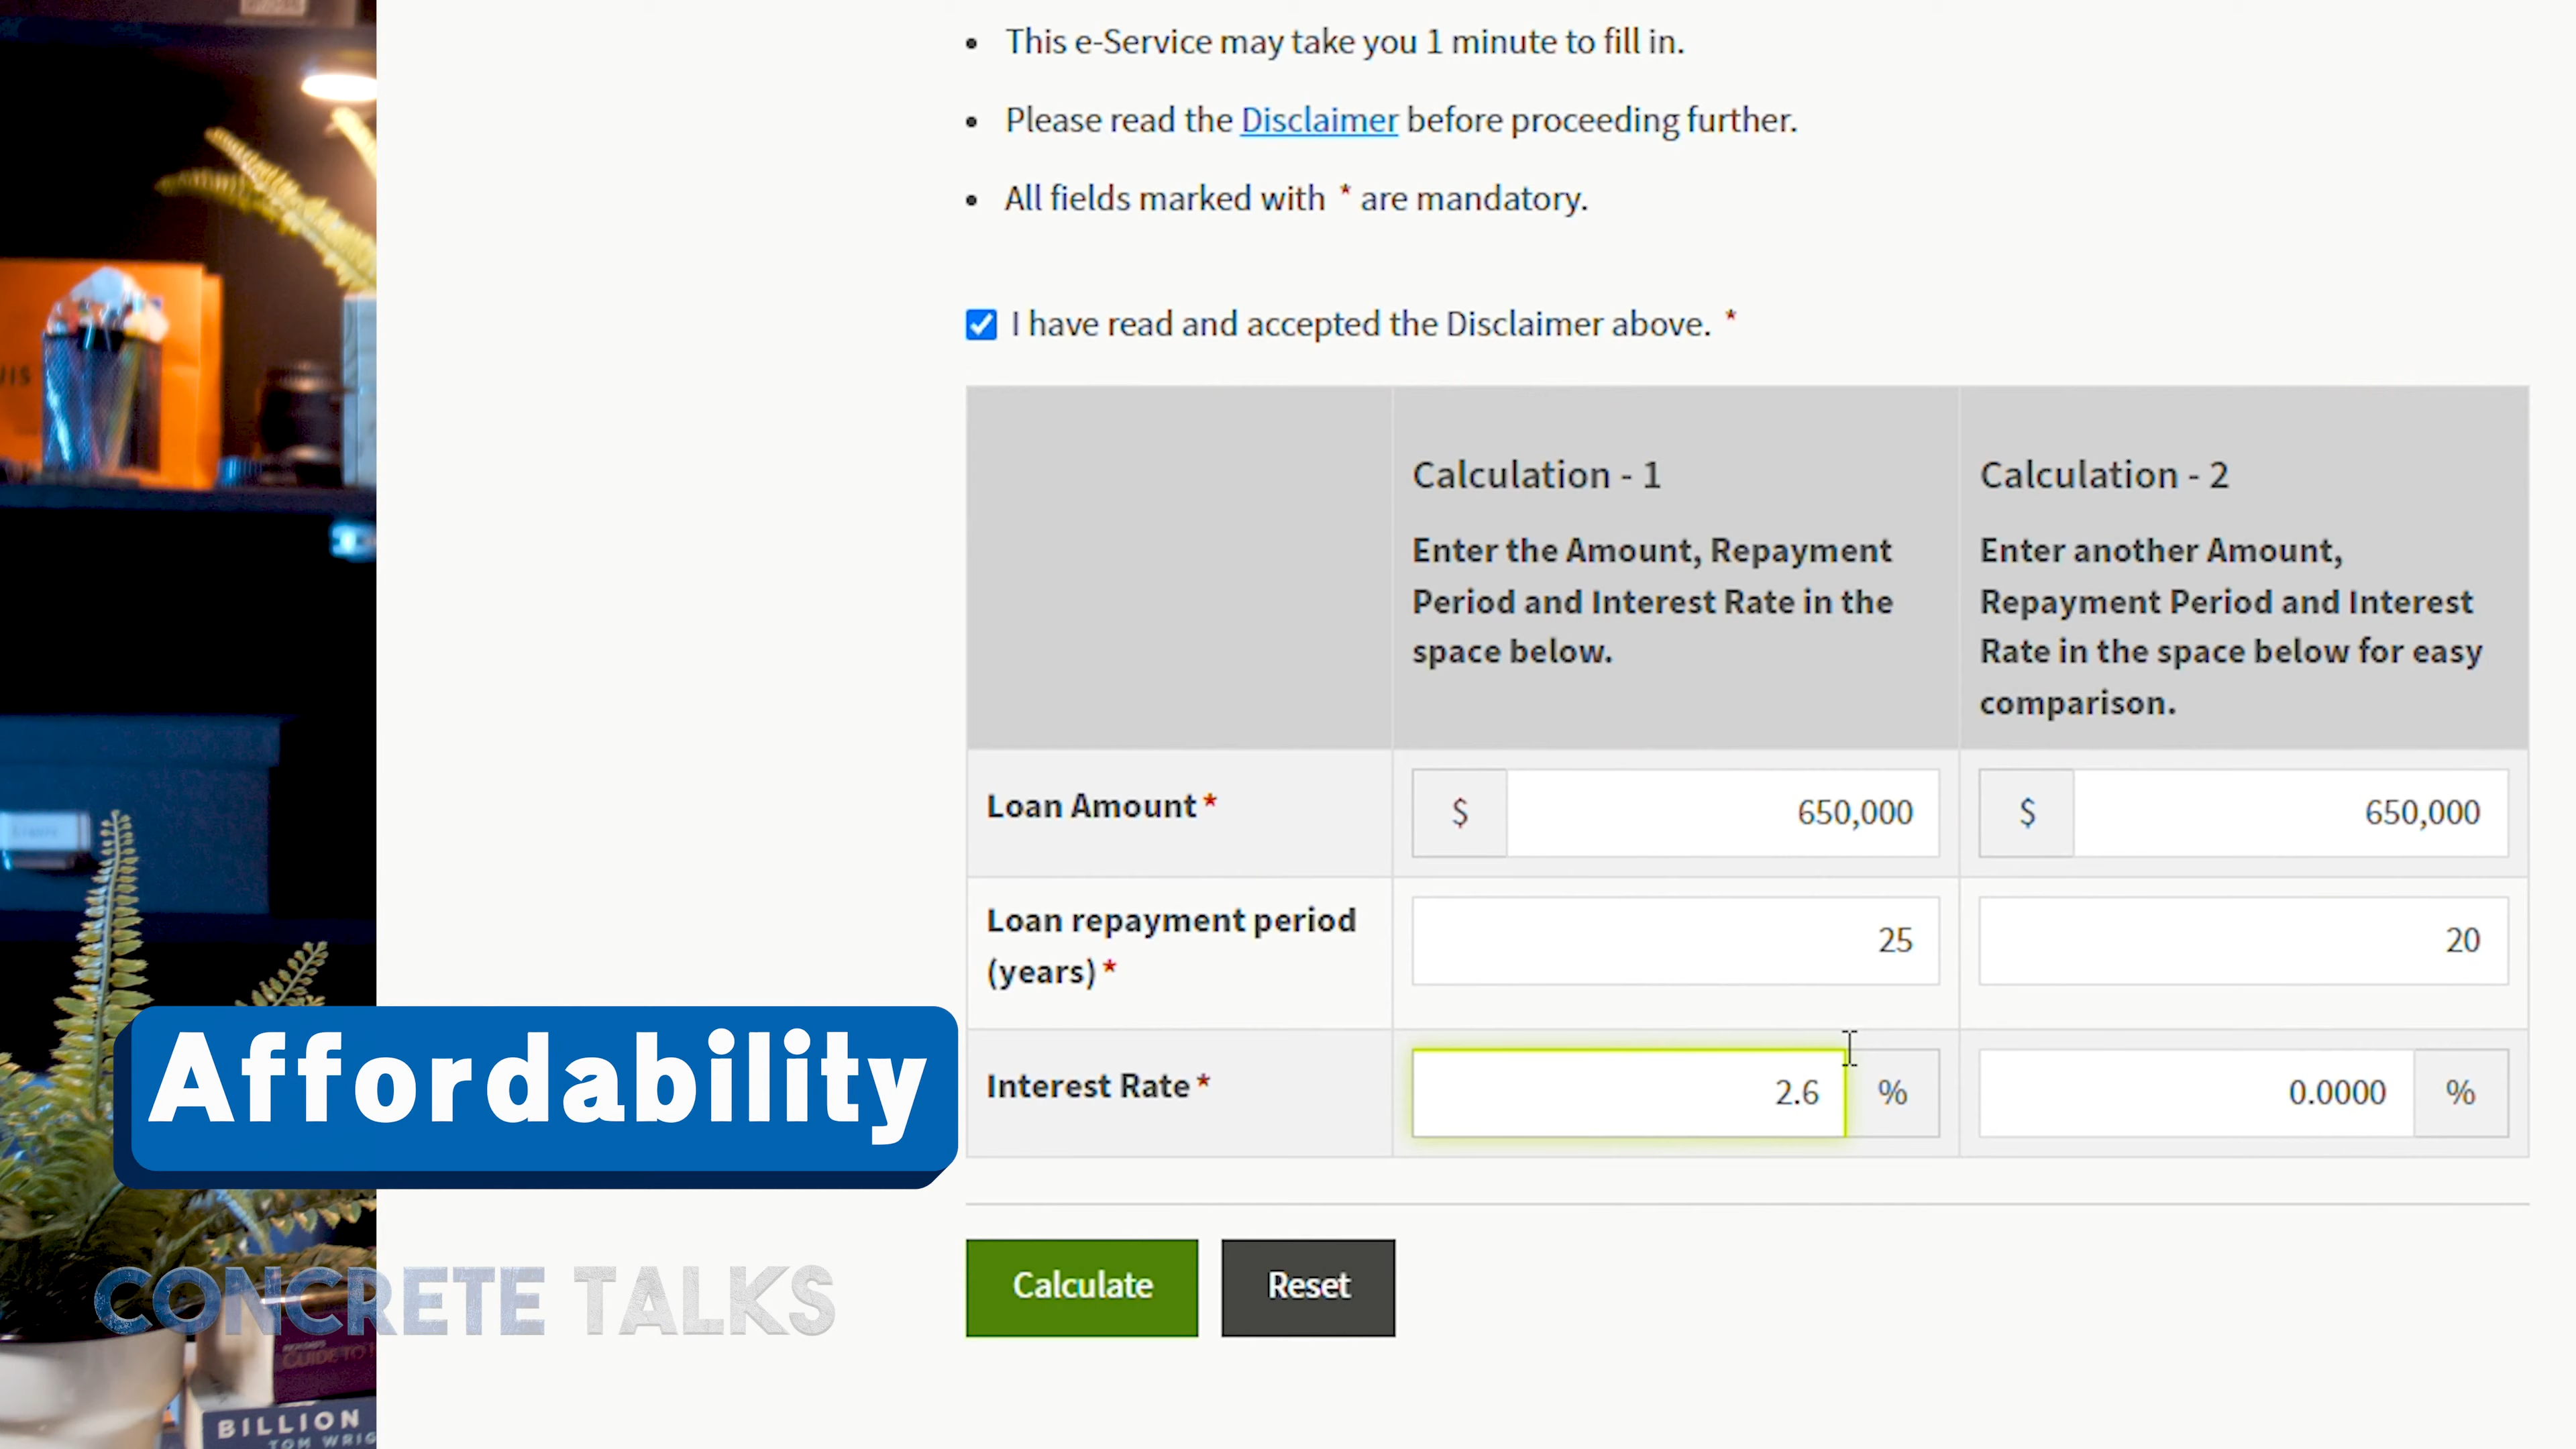 This e-Service may take you 1 minute to fill in.
Please read the Disclaimer before proceeding further.
All fields marked with * are mandatory.
I have read and accepted the Disclaimer above. *
Calculation - 1
Enter the Amount, Repayment
Period and Interest Rate in the
space below.
Calculation - 2
Enter another Amount,
Repayment Period and Interest
Rate in the space below for easy
comparison.
Loan Amount *
$ 650,000
$ 650,000
Loan repayment period
(years) *
25
20
Interest Rate *
2.6 %
0.0000 %
Affordability
Calculate
Reset
CONCRETE TALKS
GUIDE TO
BILLION
TOM WRIG